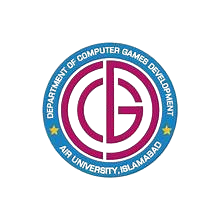 DEPARTMENT OF COMPUTER GAMES DEVELOPMENT
CGD
AIR UNIVERSITY,ISLAMABAD